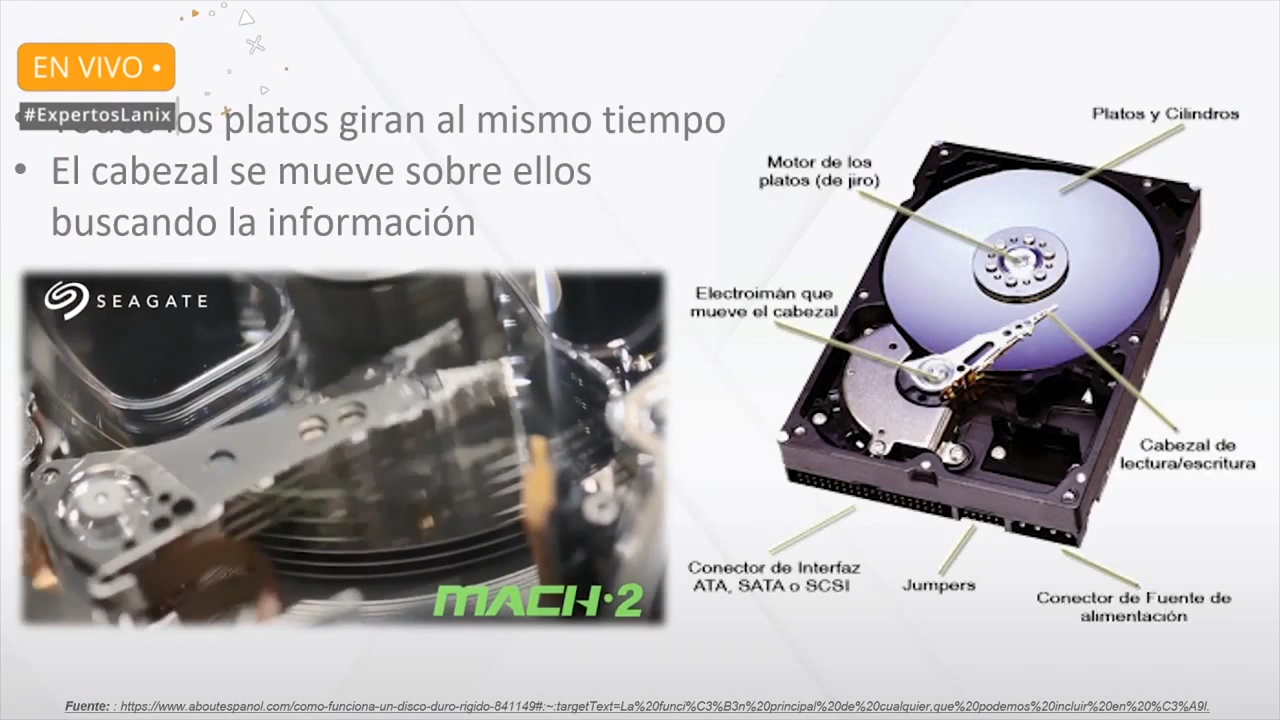 EN VIVO •
#ExpertosLanix
los platos giran al mismo tiempo
• El cabezal se mueve sobre ellos
buscando la información
SEAGATE
MACH•2
Platos y Cilindros
Motor de los
platos (de jiro)
Electroimán que
mueve el cabezal
Cabezal de
lectura/escritura
Conector de Interfaz
ATA, SATA o SCSI
Jumpers
Conector de Fuente de
alimentación
Fuente: : https://www.aboutespanol.com/como-funciona-un-disco-duro-rigido-841149#:~:targetText=La%20funci%C3%B3n%20principal%20de%20cualquier,que%20podemos%20incluir%20en%20%C3%A9l.